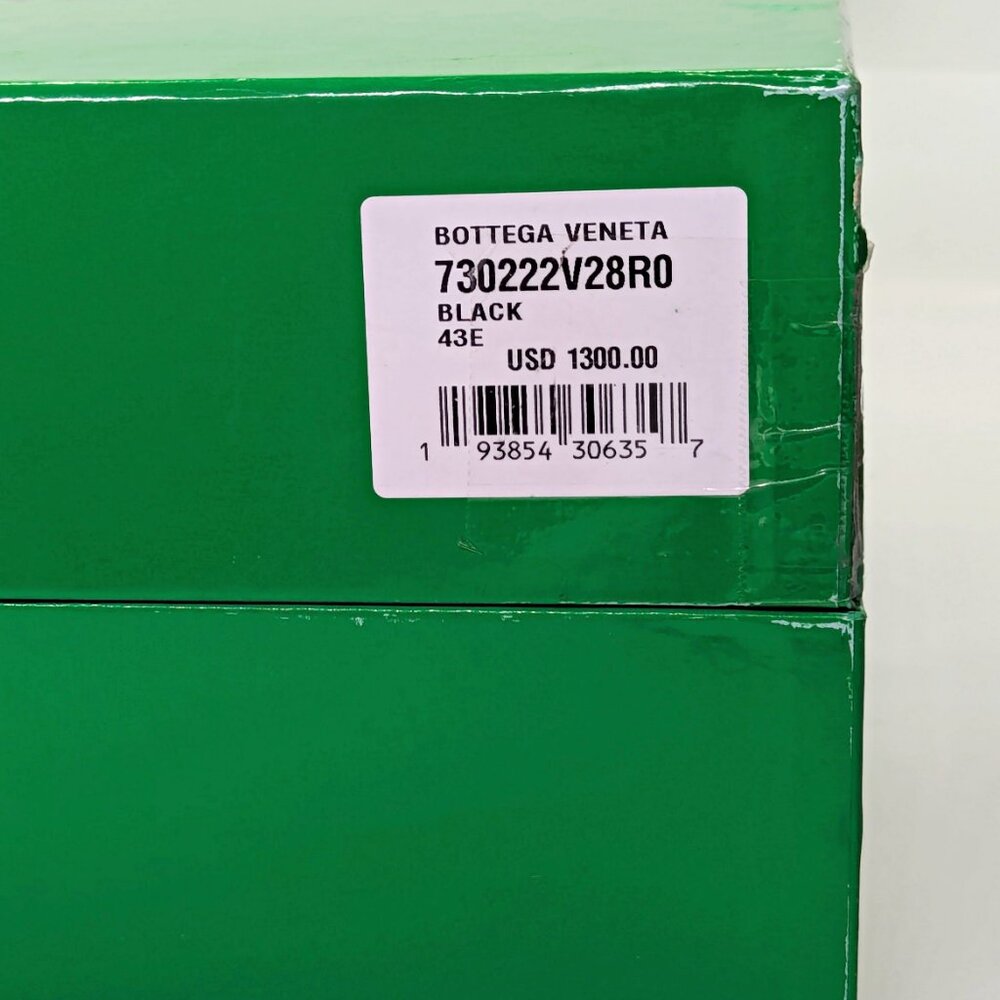 BOTTEGA VENETA
730222V28R0
BLACK
43E
USD 1300.00
1 93854 30635 7